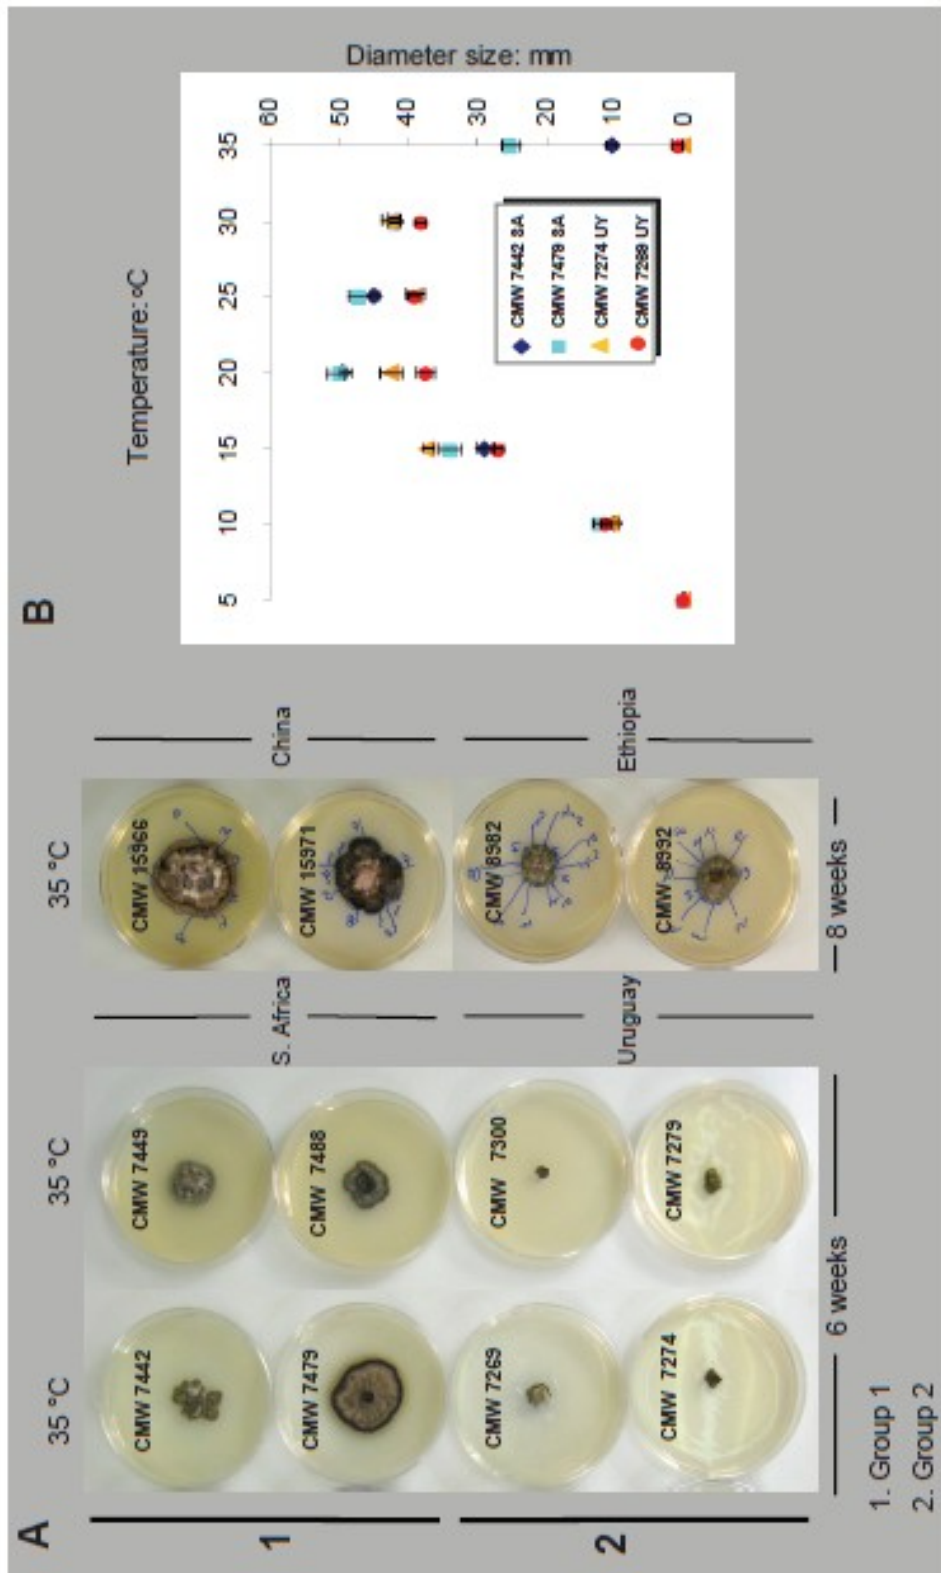 A
35 °C
35 °C
35 °C
1
CMW 7442
CMW 7449
S. Africa
CMW 15966
China
CMW 7479
CMW 7488
CMW 15971
2
CMW 7269
CMW 7300
Uruguay
CMW 8982
Ethiopia
CMW 7274
CMW 7279
CMW 8992
6 weeks
8 weeks
1. Group 1
2. Group 2
B
Temperature: ºC
5 10 15 20 25 30 35
60
50
40
30
20
10
0
Diameter size: mm
CMW 7442 SA
CMW 7479 SA
CMW 7274 UY
CMW 7269 UY